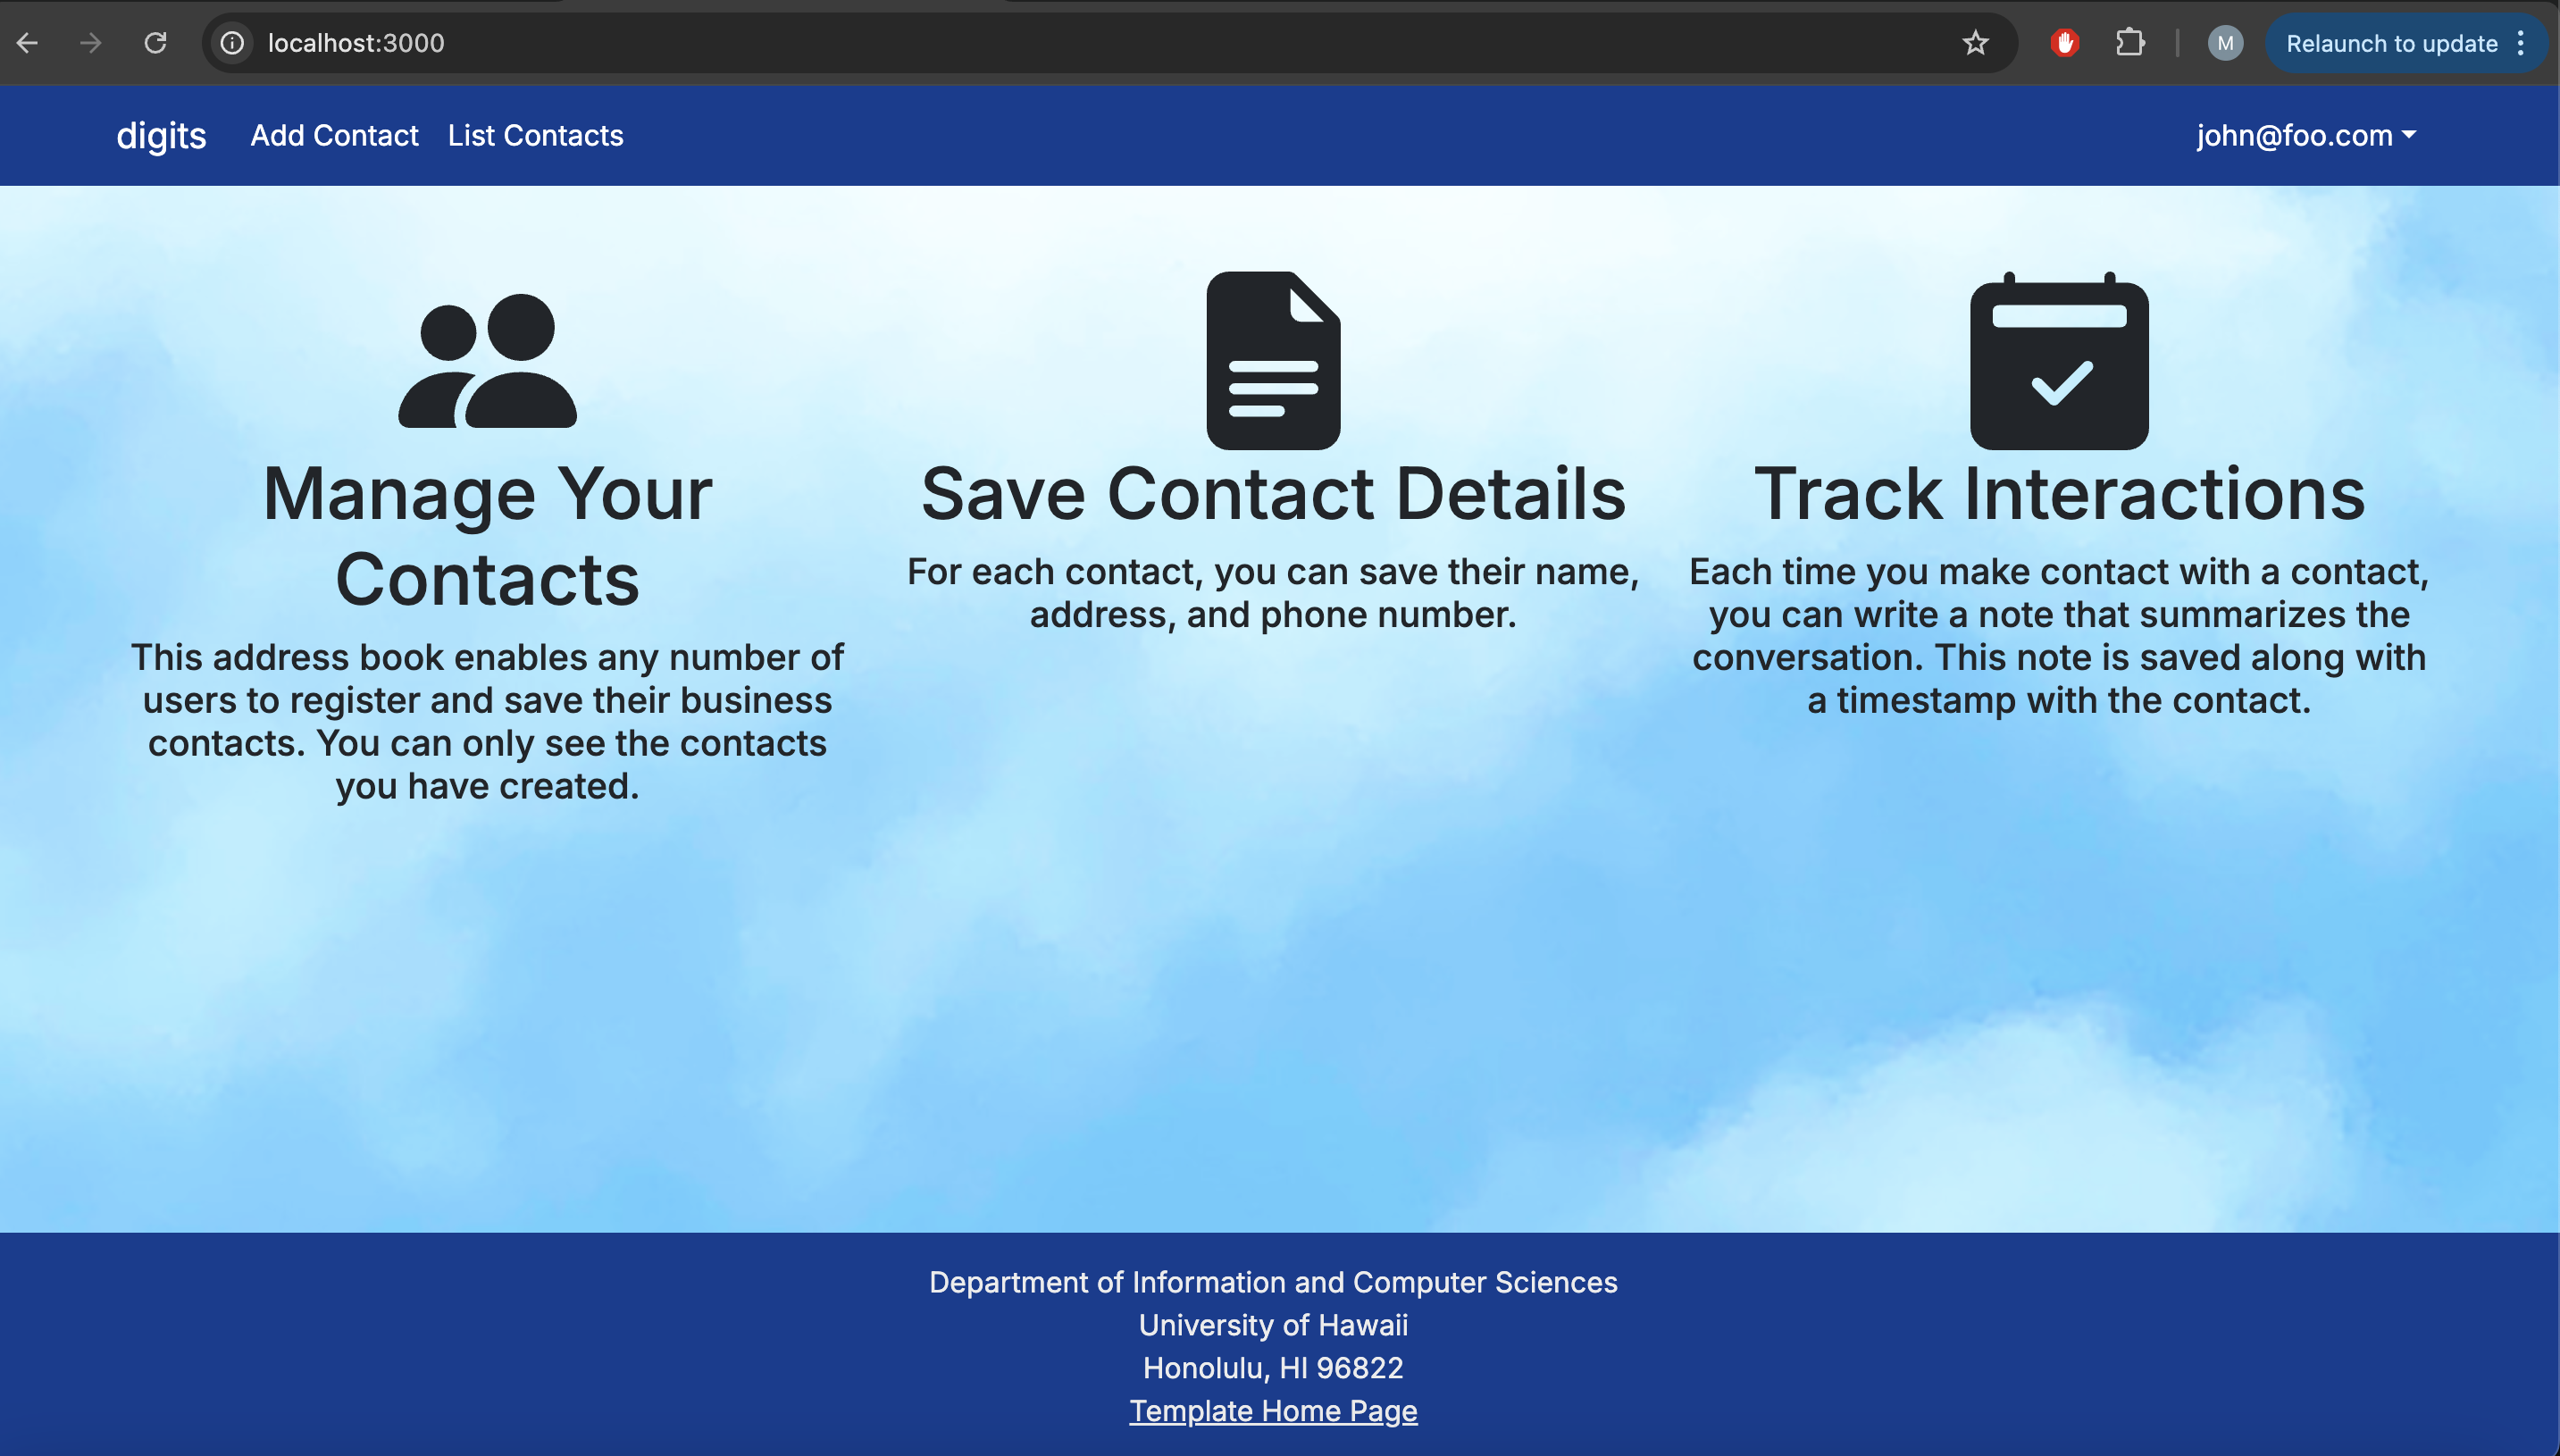 localhost:3000
M
Relaunch to update
digits
Add Contact
List Contacts
john@foo.com
Manage Your
Contacts
This address book enables any number of
users to register and save their business
contacts. You can only see the contacts
you have created.
Save Contact Details
For each contact, you can save their name,
address, and phone number.
Track Interactions
Each time you make contact with a contact,
you can write a note that summarizes the
conversation. This note is saved along with
a timestamp with the contact.
Department of Information and Computer Sciences
University of Hawaii
Honolulu, HI 96822
Template Home Page